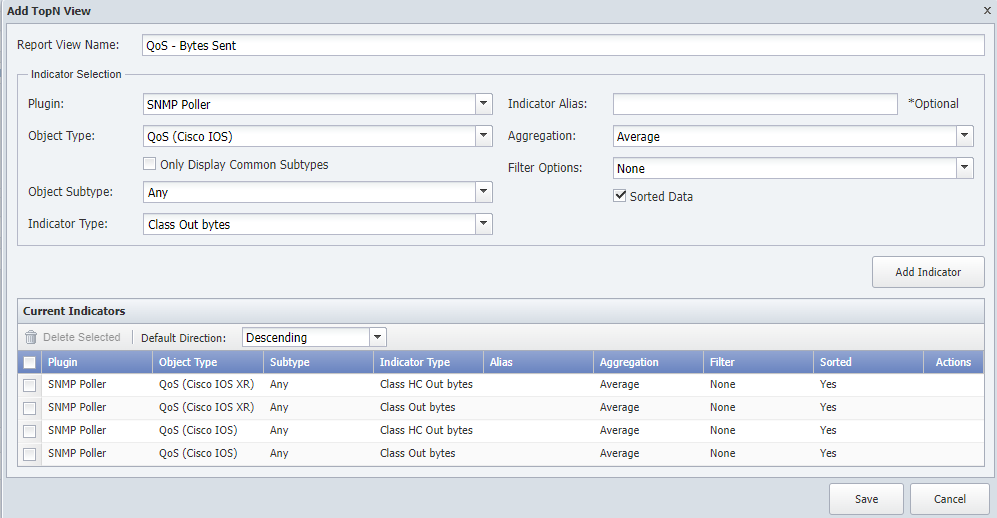 Add TopN View x
Report View Name: QoS - Bytes Sent
Indicator Selection
Plugin: SNMP Poller Indicator Alias: *Optional
Object Type: QoS (Cisco IOS) Aggregation: Average
Only Display Common Subtypes Filter Options: None
Object Subtype: Any Sorted Data
Indicator Type: Class Out bytes
Add Indicator
Current Indicators
Delete Selected Default Direction: Descending
Plugin Object Type Subtype Indicator Type Alias Aggregation Filter Sorted Actions
SNMP Poller QoS (Cisco IOS XR) Any Class HC Out bytes Average None Yes
SNMP Poller QoS (Cisco IOS XR) Any Class Out bytes Average None Yes
SNMP Poller QoS (Cisco IOS) Any Class HC Out bytes Average None Yes
SNMP Poller QoS (Cisco IOS) Any Class Out bytes Average None Yes
Save Cancel